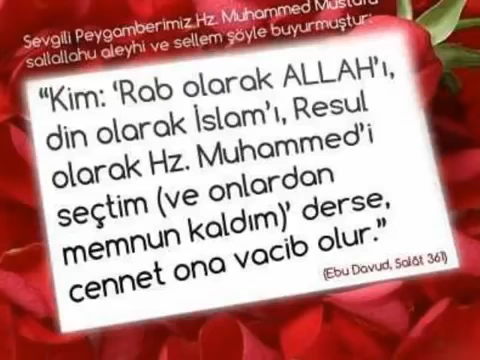 Sevgili Peygamberimiz Hz. Muhammed Mustafa
sallallahu aleyhi ve sellem şöyle buyurmuştur:
“Kim: ‘Rab olarak ALLAH’ı,
din olarak İslam’ı, Resul
olarak Hz. Muhammed’i
seçtim (ve onlardan
memnun kaldım)’ derse,
cennet ona vacib olur.”
(Ebu Davud, Salât 361)